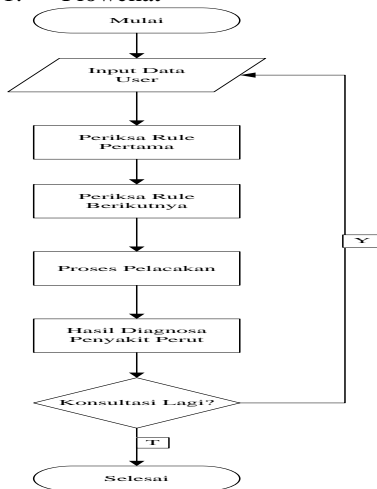 Mulai
Input Data
User
Periksa Rule
Pertama
Periksa Rule
Berikutnya
Proses Pelacakan
Y
Hasil Diagnosa
Penyakit Perut
Konsultasi Lagi?
T
Selesai